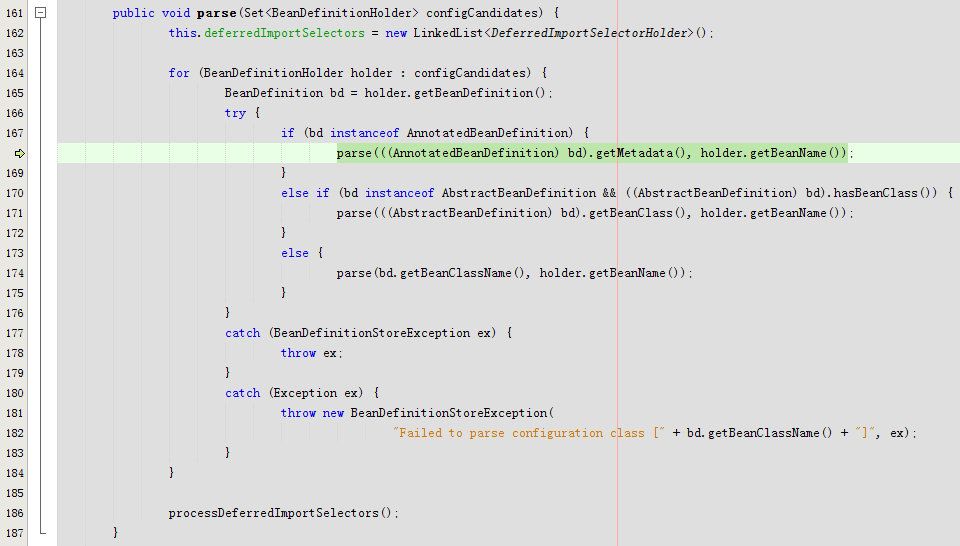 161 public void parse(Set<BeanDefinitionHolder> configCandidates) {
162 this.deferredImportSelectors = new LinkedList<DeferredImportSelectorHolder>();
163
164 for (BeanDefinitionHolder holder : configCandidates) {
165 BeanDefinition bd = holder.getBeanDefinition();
166 try {
167 if (bd instanceof AnnotatedBeanDefinition) {
parse(((AnnotatedBeanDefinition) bd).getMetadata(), holder.getBeanName());
169 }
170 else if (bd instanceof AbstractBeanDefinition && ((AbstractBeanDefinition) bd).hasBeanClass()) {
171 parse(((AbstractBeanDefinition) bd).getBeanClass(), holder.getBeanName());
172 }
173 else {
174 parse(bd.getBeanClassName(), holder.getBeanName());
175 }
176 }
177 catch (BeanDefinitionStoreException ex) {
178 throw ex;
179 }
180 catch (Exception ex) {
181 throw new BeanDefinitionStoreException(
182 "Failed to parse configuration class [" + bd.getBeanClassName() + "]", ex);
183 }
184 }
185
186 processDeferredImportSelectors();
187 }